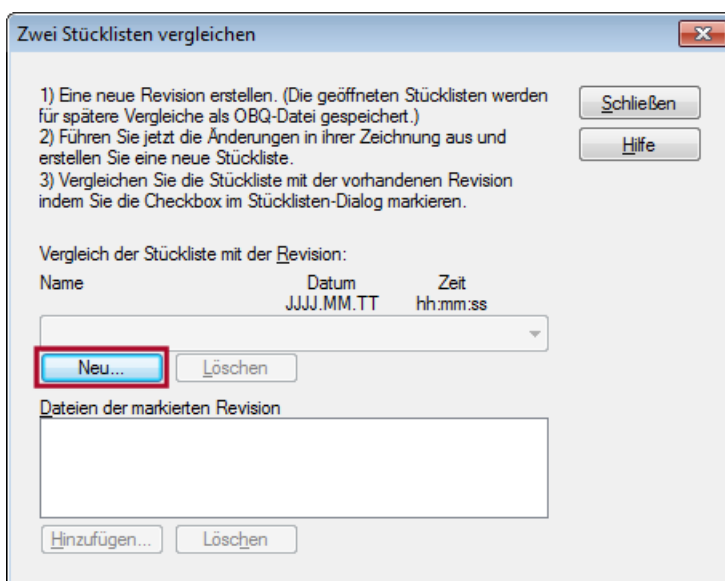 Zwei Stücklisten vergleichen
1) Eine neue Revision erstellen. (Die geöffneten Stücklisten werden
für spätere Vergleiche als OBQ-Datei gespeichert.)
2) Führen Sie jetzt die Änderungen in ihrer Zeichnung aus und
erstellen Sie eine neue Stückliste.
3) Vergleichen Sie die Stückliste mit der vorhandenen Revision
indem Sie die Checkbox im Stücklisten-Dialog markieren.
Schließen
Hilfe
Vergleich der Stückliste mit der Revision:
Name Datum Zeit
JJJJ.MM.TT hh:mm:ss
Neu... Löschen
Dateien der markierten Revision
Hinzufügen... Löschen